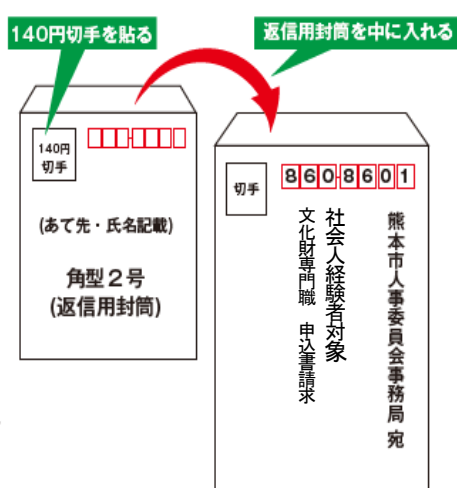 140円切手を貼る
返信用封筒を中に入れる
140円
切手
(あて先・氏名記載)
角型2号
(返信用封筒)
切手
860-8601
熊本市人事委員会事務局 宛
社会人経験者対象
文化財専門職 申込書請求